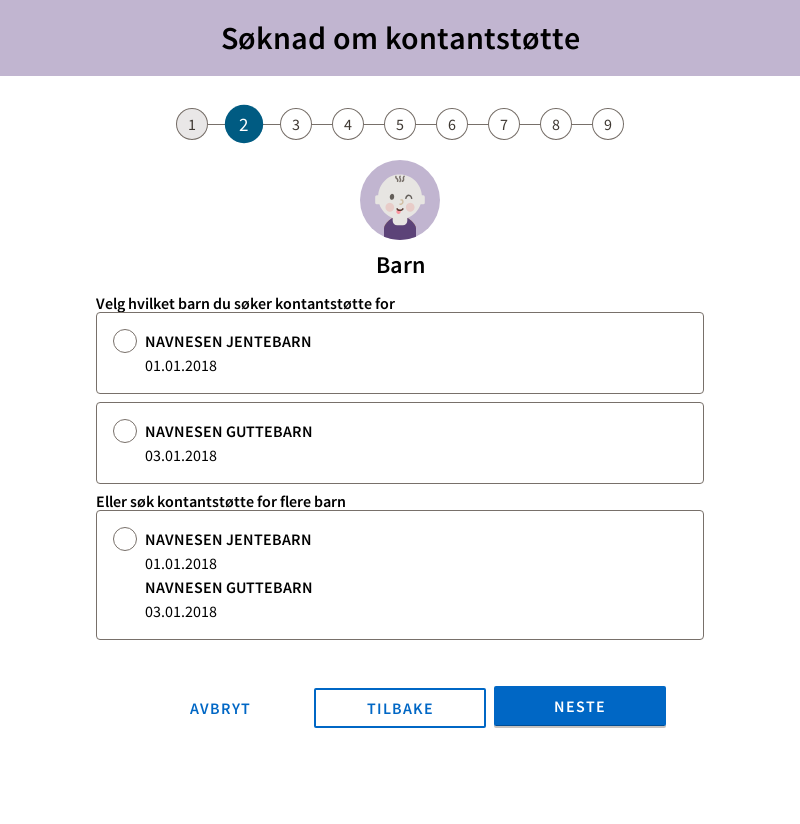 Søknad om kontantstøtte
1 2 3 4 5 6 7 8 9
Barn
Velg hvilket barn du søker kontantstøtte for
NAVNESEN JENTEBARN
01.01.2018
NAVNESEN GUTTEBARN
03.01.2018
Eller søk kontantstøtte for flere barn
NAVNESEN JENTEBARN
01.01.2018
NAVNESEN GUTTEBARN
03.01.2018
AVBRYT TILBAKE NESTE